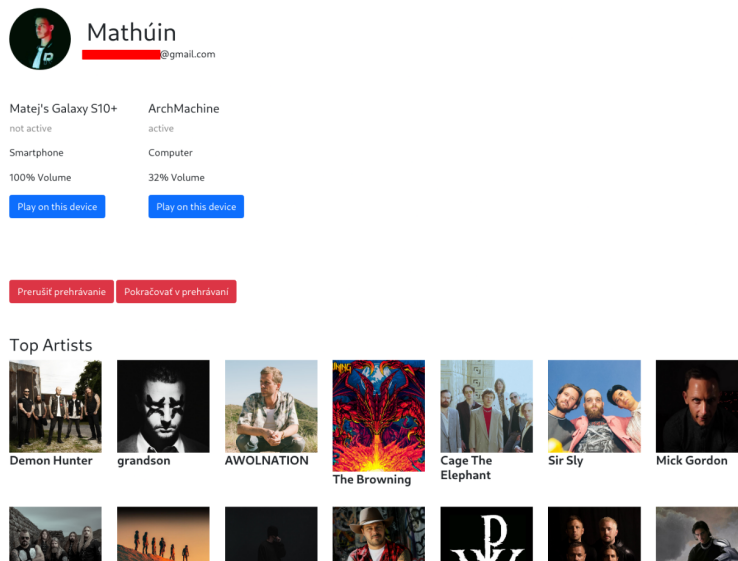 Mathúin
@gmail.com
Matej's Galaxy S10+
ArchMachine
not active
active
Smartphone
Computer
100% Volume
32% Volume
Play on this device
Play on this device
Prerušiť prehrávanie
Pokračovať v prehrávaní
Top Artists
Demon Hunter
grandson
AWOLNATION
The Browning
Cage The
Elephant
Sir Sly
Mick Gordon